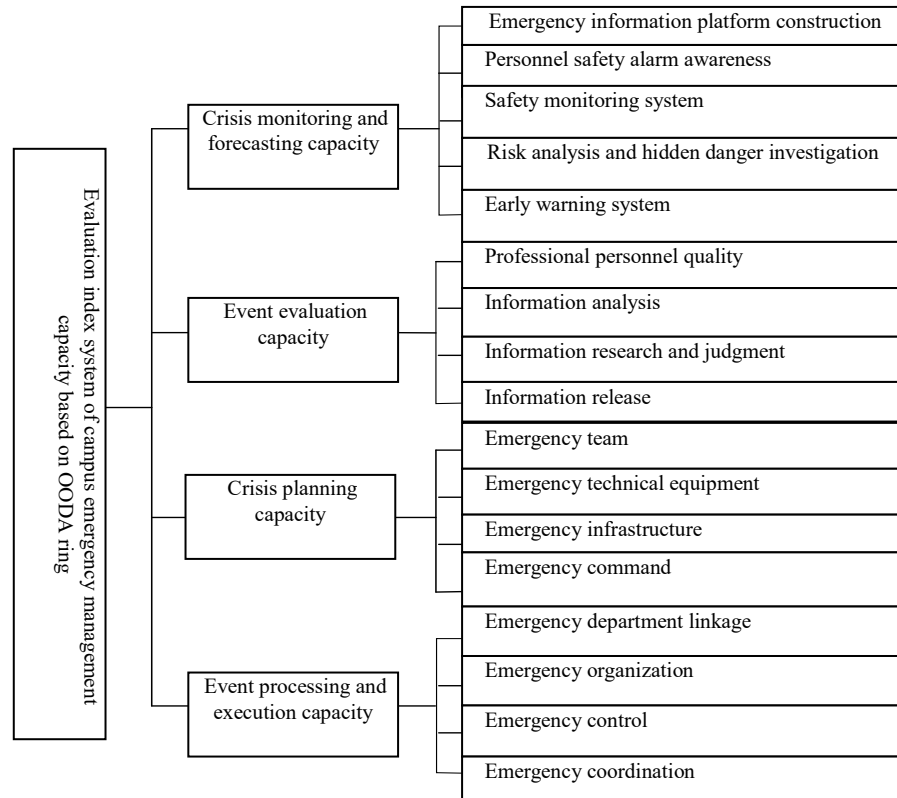 Evaluation index system of campus emergency management
capacity based on OODA ring
Crisis monitoring and
forecasting capacity
Emergency information platform construction
Personnel safety alarm awareness
Safety monitoring system
Risk analysis and hidden danger investigation
Early warning system
Event evaluation
capacity
Professional personnel quality
Information analysis
Information research and judgment
Information release
Crisis planning
capacity
Emergency team
Emergency technical equipment
Emergency infrastructure
Emergency command
Event processing and
execution capacity
Emergency department linkage
Emergency organization
Emergency control
Emergency coordination